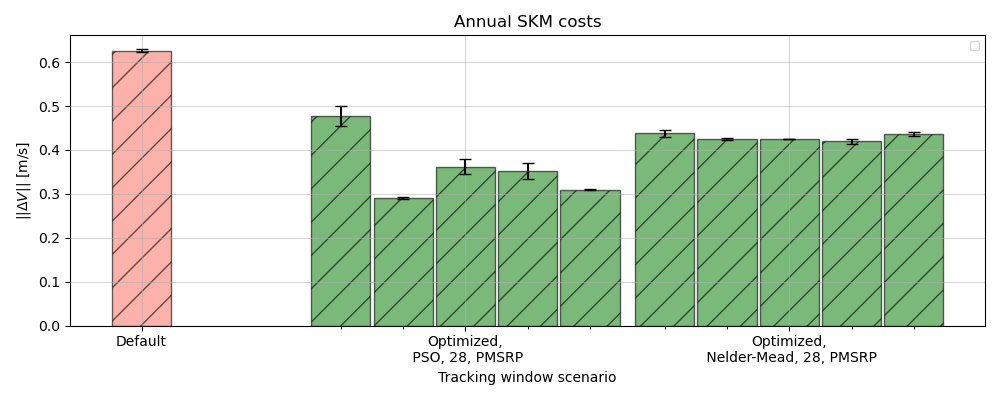 Annual SKM costs
||ΔV|| [m/s]
0.6
0.5
0.4
0.3
0.2
0.1
0.0
Default
Optimized,
PSO, 28, PMSRP
Optimized,
Nelder-Mead, 28, PMSRP
Tracking window scenario